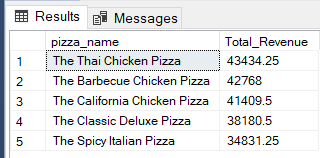 Results Messages
pizza_name Total_Revenue
1 The Thai Chicken Pizza 43434.25
2 The Barbecue Chicken Pizza 42768
3 The California Chicken Pizza 41409.5
4 The Classic Deluxe Pizza 38180.5
5 The Spicy Italian Pizza 34831.25